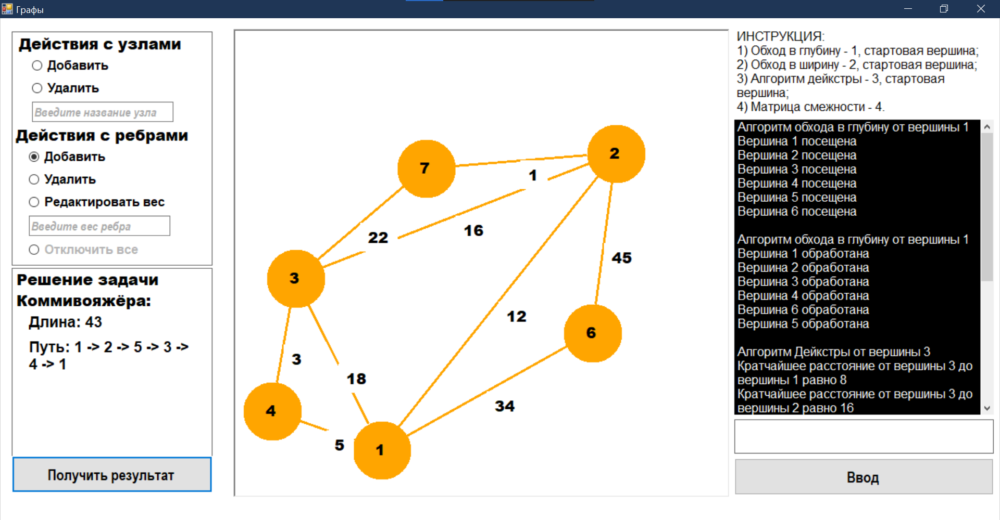 Графы
Действия с узлами
Добавить
Удалить
Введите название узла
Действия с ребрами
Добавить
Удалить
Редактировать вес
Введите вес ребра
Отключить все
Решение задачи
Коммивояжёра:
Длина: 43
Путь: 1 -> 2 -> 5 -> 3 ->
4 -> 1
Получить результат
2
7
1
22
16
45
3
12
6
3
18
34
4
5
1
ИНСТРУКЦИЯ:
1) Обход в глубину - 1, стартовая вершина;
2) Обход в ширину - 2, стартовая вершина;
3) Алгоритм дейкстры - 3, стартовая
вершина;
4) Матрица смежности - 4.
Алгоритм обхода в глубину от вершины 1
Вершина 1 посещена
Вершина 2 посещена
Вершина 3 посещена
Вершина 4 посещена
Вершина 5 посещена
Вершина 6 посещена
Алгоритм обхода в глубину от вершины 1
Вершина 1 обработана
Вершина 2 обработана
Вершина 3 обработана
Вершина 4 обработана
Вершина 6 обработана
Вершина 5 обработана
Алгоритм Дейкстры от вершины 3
Кратчайшее расстояние от вершины 3 до
вершины 1 равно 8
Кратчайшее расстояние от вершины 3 до
вершины 2 равно 16
Ввод